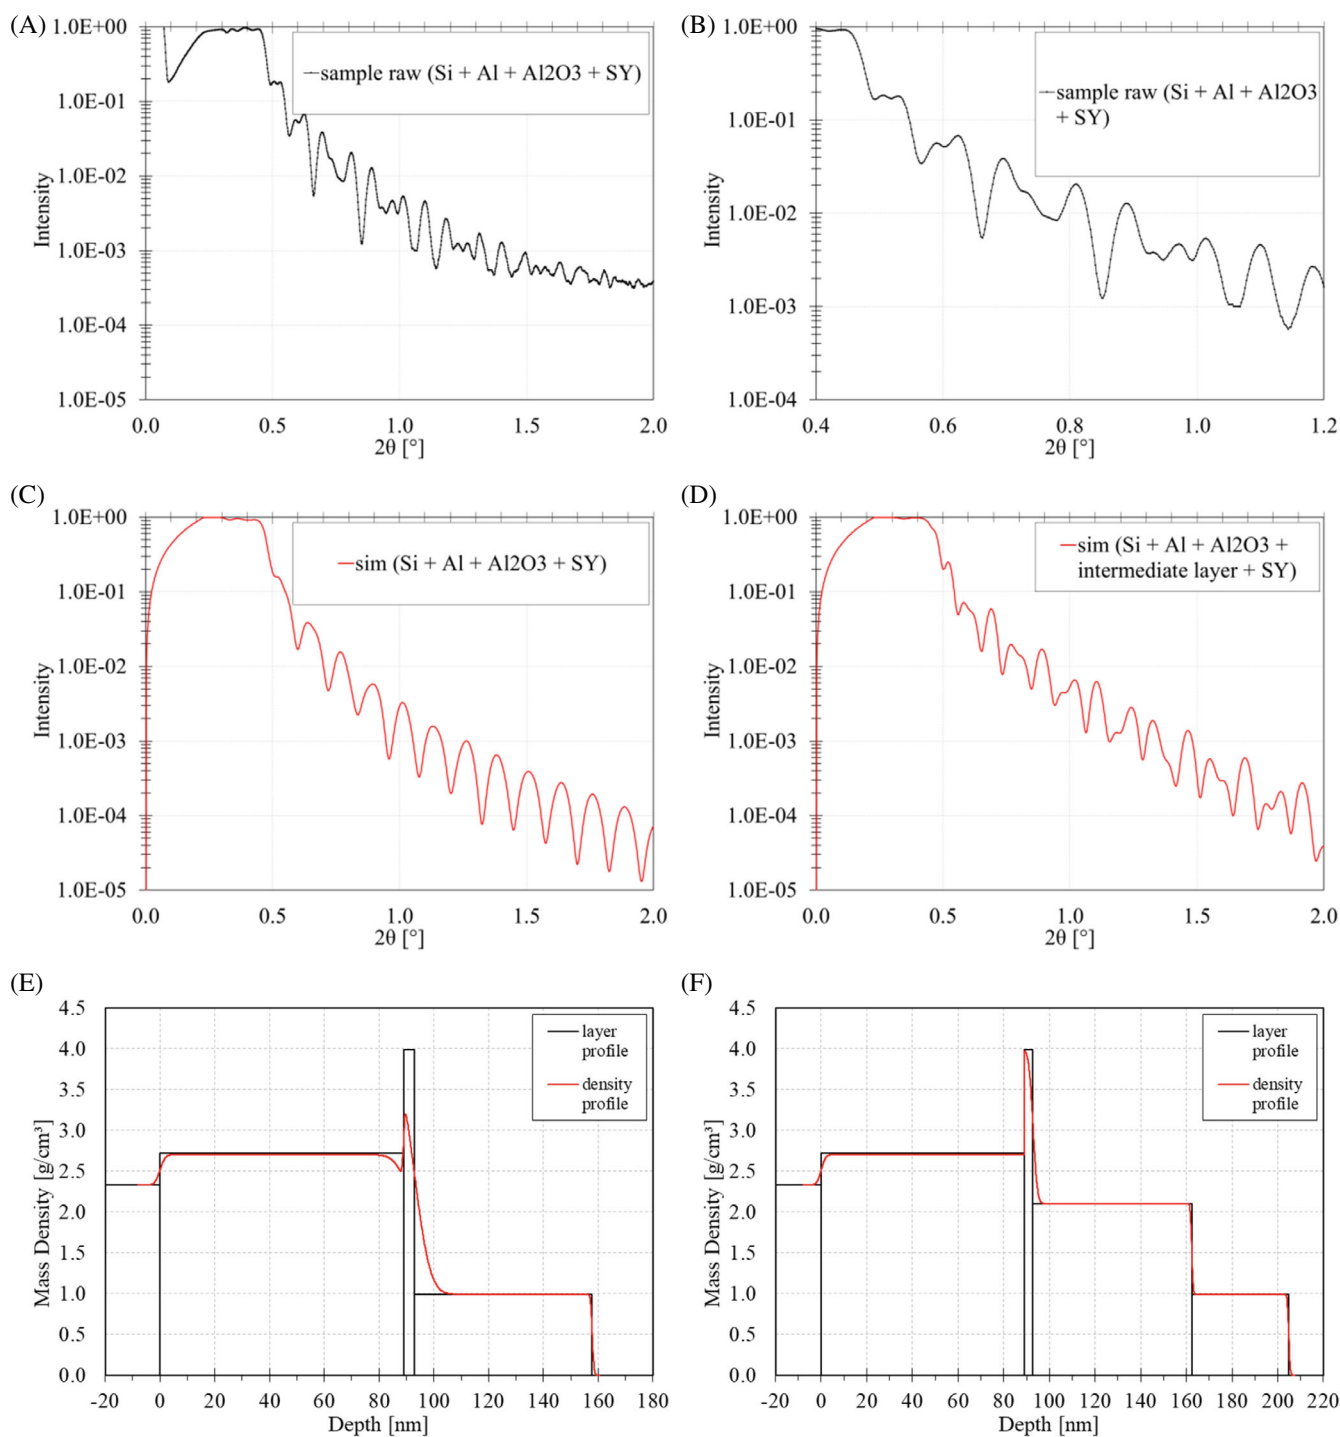 (A)
1.0E+00
1.0E-01
1.0E-02
1.0E-03
1.0E-04
1.0E-05
Intensity
sample raw (Si + Al + Al2O3 + SY)
0.0 0.5 1.0 1.5 2.0
2θ [°]
(B)
1.0E+00
1.0E-01
1.0E-02
1.0E-03
1.0E-04
Intensity
sample raw (Si + Al + Al2O3
+ SY)
0.4 0.6 0.8 1.0 1.2
2θ [°]
(C)
1.0E+00
1.0E-01
1.0E-02
1.0E-03
1.0E-04
1.0E-05
Intensity
sim (Si + Al + Al2O3 + SY)
0.0 0.5 1.0 1.5 2.0
2θ [°]
(D)
1.0E+00
1.0E-01
1.0E-02
1.0E-03
1.0E-04
1.0E-05
Intensity
sim (Si + Al + Al2O3 +
intermediate layer + SY)
0.0 0.5 1.0 1.5 2.0
2θ [°]
(E)
4.5
4.0
3.5
3.0
2.5
2.0
1.5
1.0
0.5
0.0
Mass Density [g/cm³]
layer
profile
density
profile
-20 0 20 40 60 80 100 120 140 160 180
Depth [nm]
(F)
4.5
4.0
3.5
3.0
2.5
2.0
1.5
1.0
0.5
0.0
Mass Density [g/cm³]
layer
profile
density
profile
-20 0 20 40 60 80 100 120 140 160 180 200 220
Depth [nm]